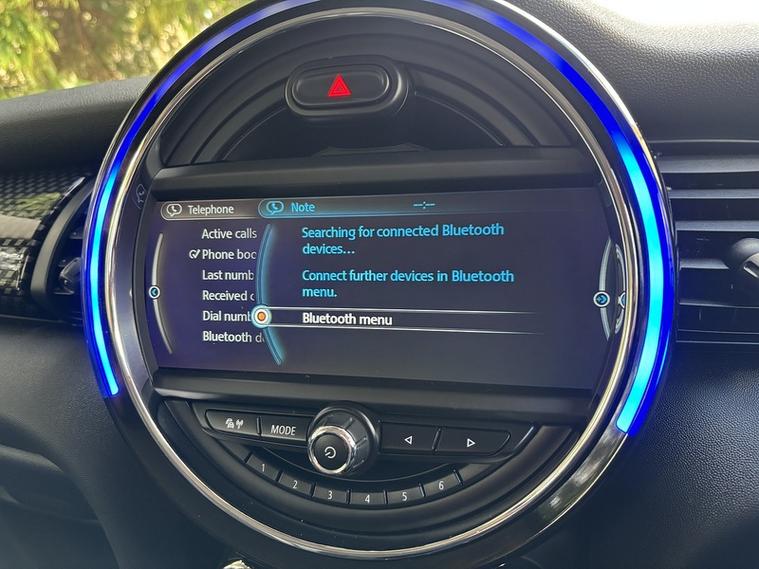 Telephone
Note
--:--
Active calls
Phone boo
Last numb
Received c
Dial numb
Bluetooth d
Searching for connected Bluetooth
devices...
Connect further devices in Bluetooth
menu.
Bluetooth menu
MODE
1 2 3 4 5 6